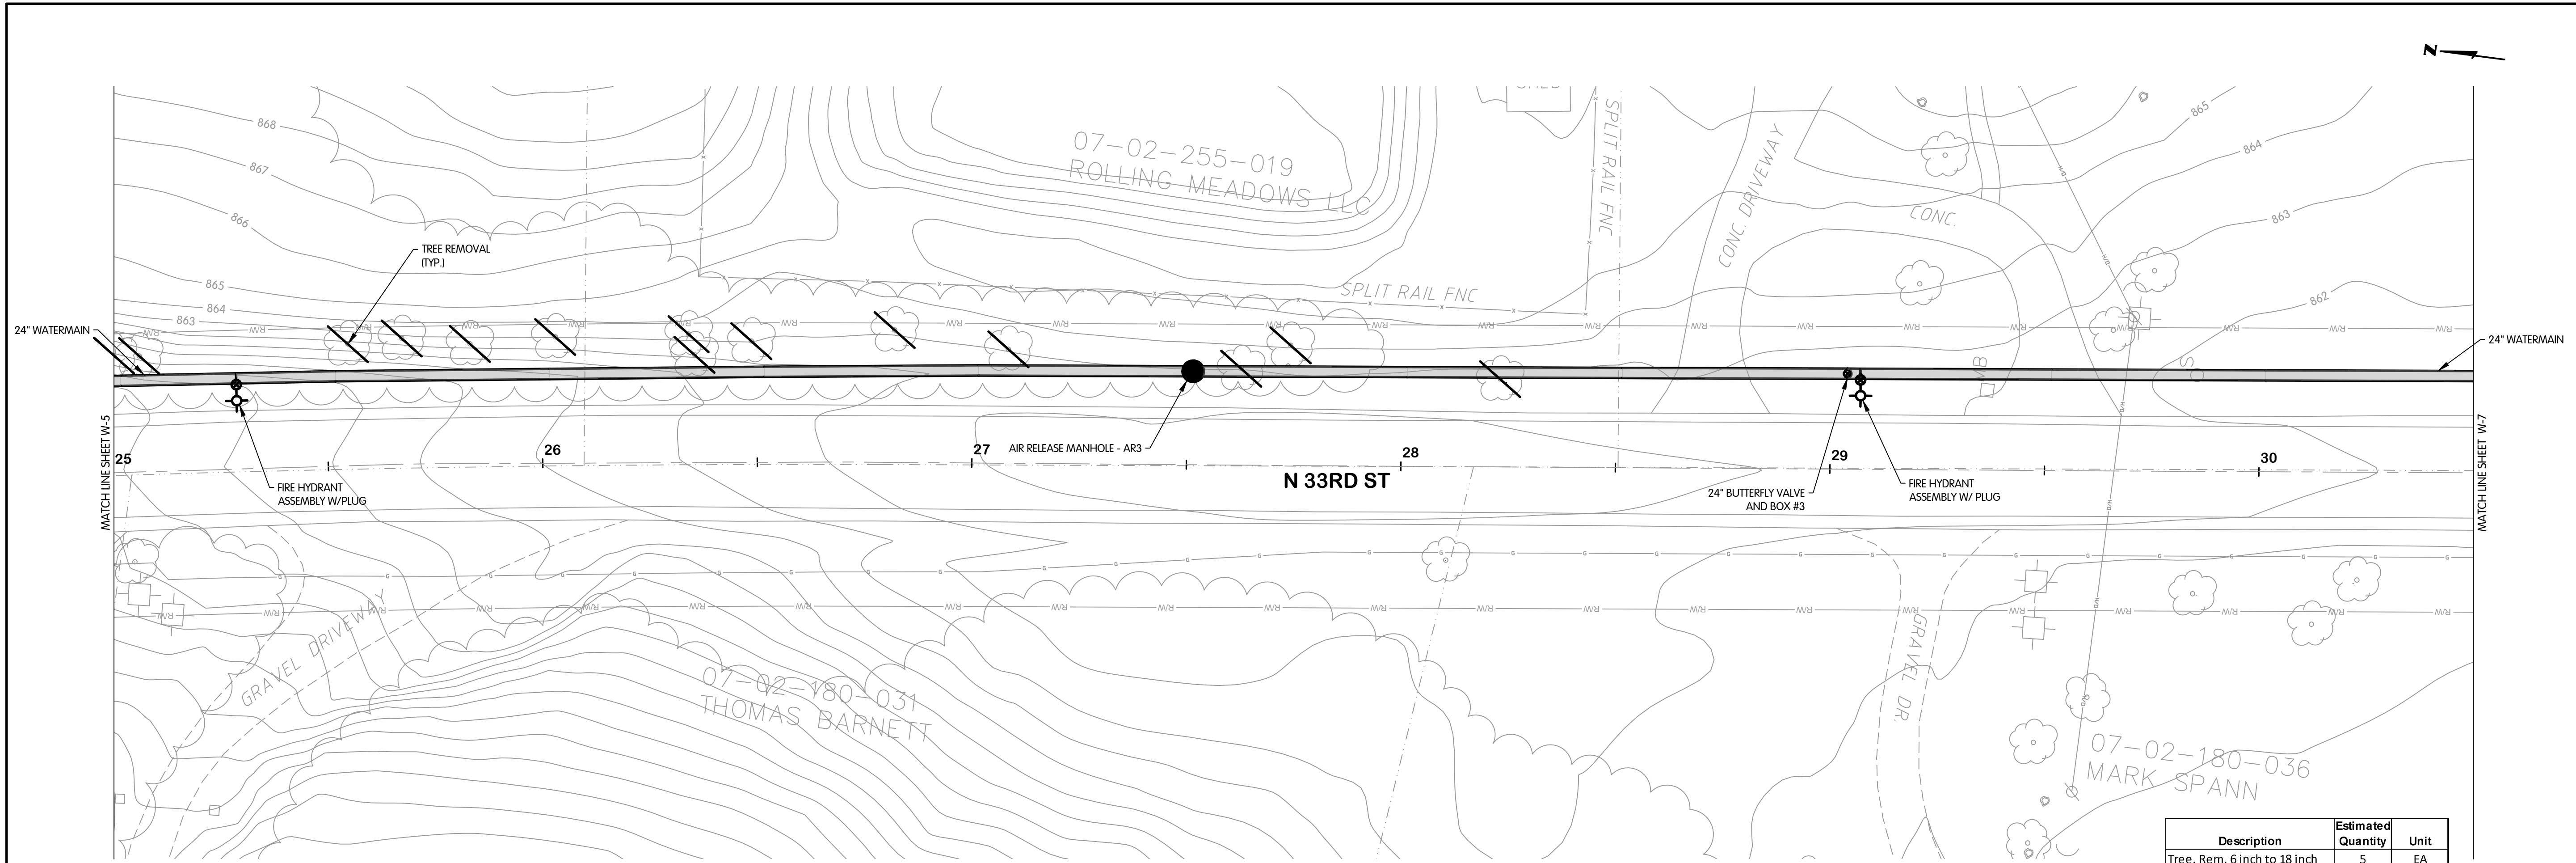 N
868
867
866
865
864
863
TREE REMOVAL
(TYP.)
24" WATERMAIN
07-02-255-019
ROLLING MEADOWS LLC
SPLIT RAIL FNC
SPLIT RAIL FNC
CONC. DRIVEWAY
CONC.
865
864
863
862
24" WATERMAIN
R/W
MB
S
MATCH LINE SHEET W-5
MATCH LINE SHEET W-7
25
26
27
28
29
30
AIR RELEASE MANHOLE - AR3
N 33RD ST
FIRE HYDRANT
ASSEMBLY W/PLUG
24" BUTTERFLY VALVE
AND BOX #3
FIRE HYDRANT
ASSEMBLY W/ PLUG
G
R/W
GRAVEL DRIVEWAY
GRAVEL DR.
07-02-180-031
THOMAS BARNETT
07-02-180-036
MARK SPANN
Description Estimated Quantity Unit
Tree, Rem, 6 inch to 18 inch 5 EA